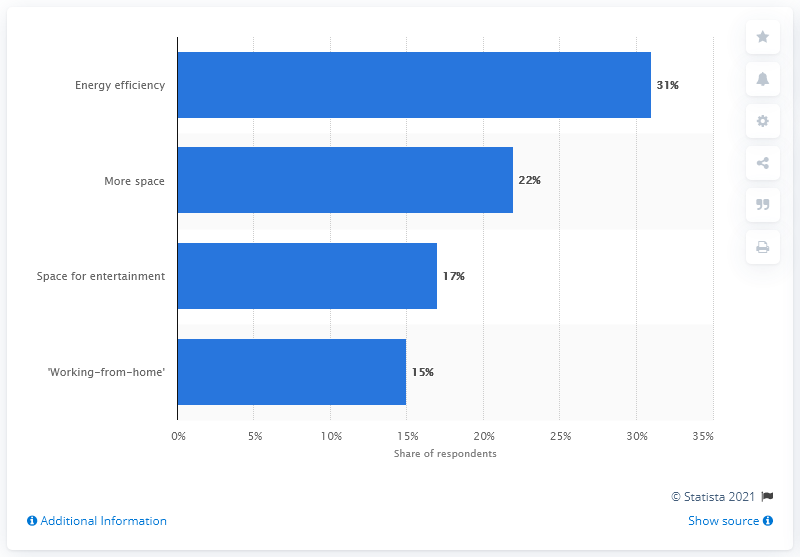 Energy efficiency
31%
More space
22%
Space for entertainment
17%
'Working-from-home'
15%
0% 5% 10% 15% 20% 25% 30% 35%
Share of respondents
© Statista 2021
Additional Information
Show source